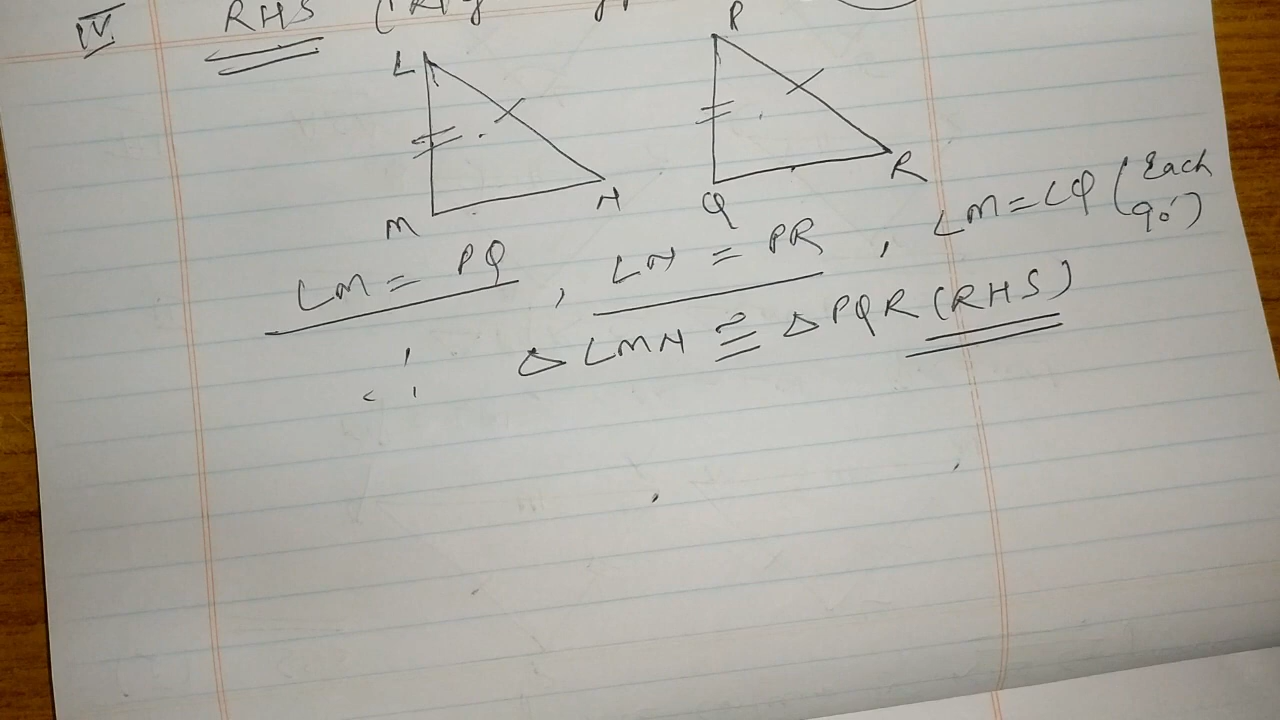 IV. RHS
L
P
M
N
Q
R
LM = PQ , LN = PR , ∠M = ∠Q (Each 90°)
∴ △ LMN ≅ △ PQR (RHS)